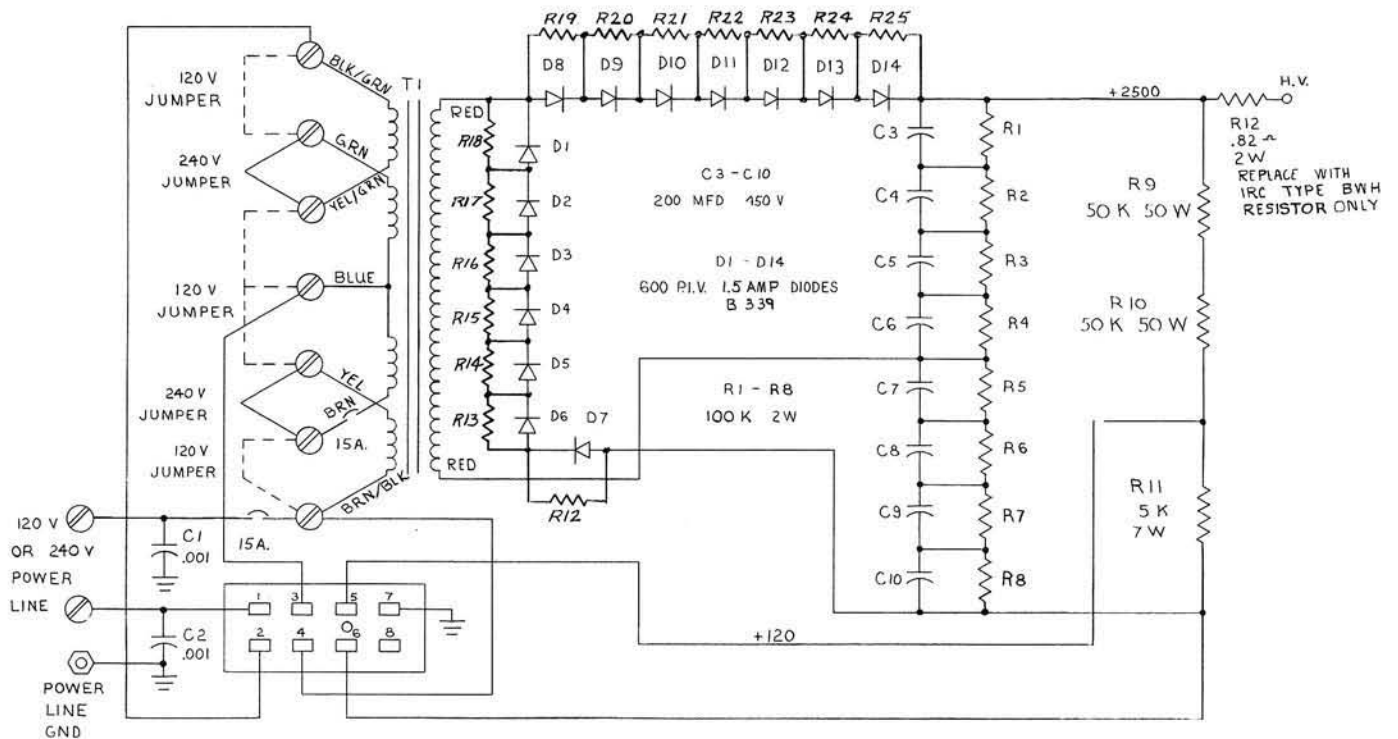 R19 R20 R21 R22 R23 R24 R25
D8 D9 D10 D11 D12 D13 D14
BLK/GRN
120 V
JUMPER
GRN
240 V
JUMPER
YEL/GRN
BLUE
120 V
JUMPER
YEL
240 V
JUMPER
BRN
15A.
120 V
JUMPER
BRN/BLK
T1
RED
RED
R18
R17
R16
R15
R14
R13
D1
D2
D3
D4
D5
D6
D7
R12
C3 - C10
200 MFD 450 V
D1 - D14
600 P.I.V. 1.5 AMP DIODES
B 339
R1 - R8
100 K 2W
C3
C4
C5
C6
C7
C8
C9
C10
R1
R2
R3
R4
R5
R6
R7
R8
+2500
H.V.
R12
.82 Ω
2W
REPLACE WITH
IRC TYPE BWH
RESISTOR ONLY
R9
50 K 50 W
R10
50 K 50 W
R11
5 K
7 W
+120
120 V
OR 240 V
POWER
LINE
C1
.001
15A.
C2
.001
POWER
LINE
GND
1 3 5 7
2 4 6 8